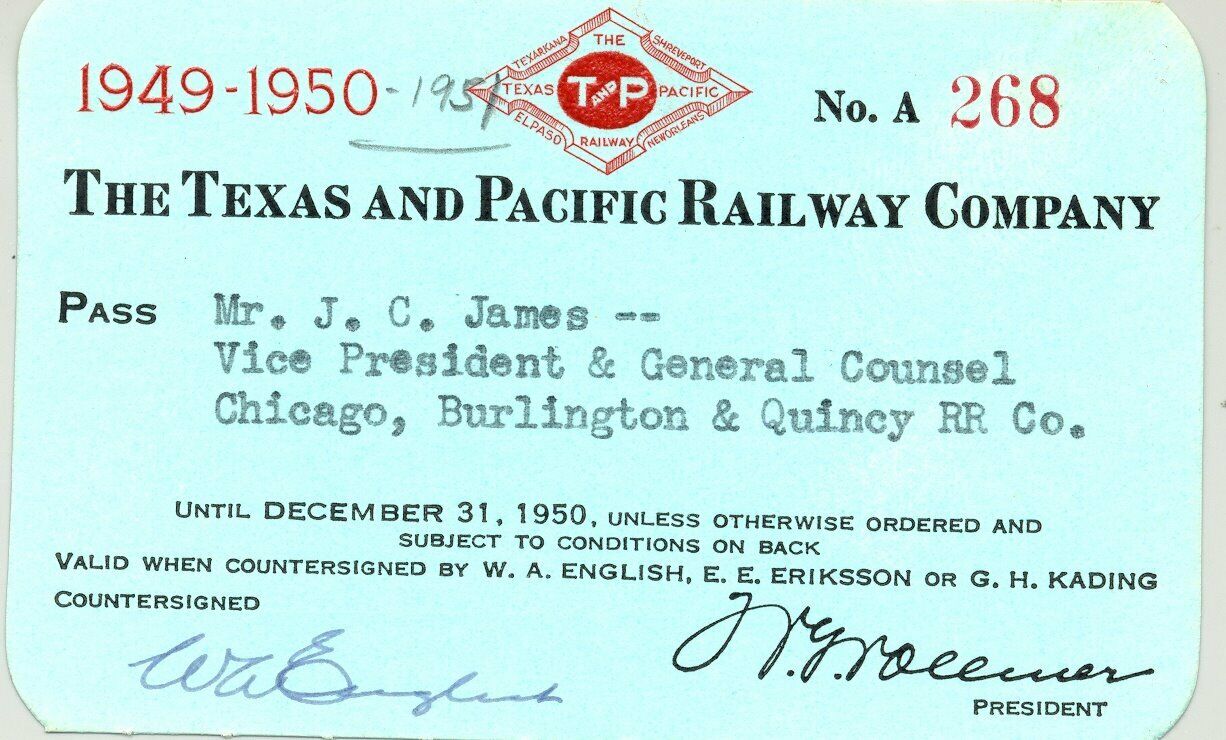 1949-1950 -1951
TEXARKANA THE SHREVEPORT
TEXAS T AND P PACIFIC
EL PASO RAILWAY NEW ORLEANS
No. A 268
THE TEXAS AND PACIFIC RAILWAY COMPANY
PASS Mr. J. C. James --
Vice President & General Counsel
Chicago, Burlington & Quincy RR Co.
UNTIL DECEMBER 31, 1950, UNLESS OTHERWISE ORDERED AND
SUBJECT TO CONDITIONS ON BACK
VALID WHEN COUNTERSIGNED BY W. A. ENGLISH, E. E. ERIKSSON OR G. H. KADING
COUNTERSIGNED
W A English
PRESIDENT